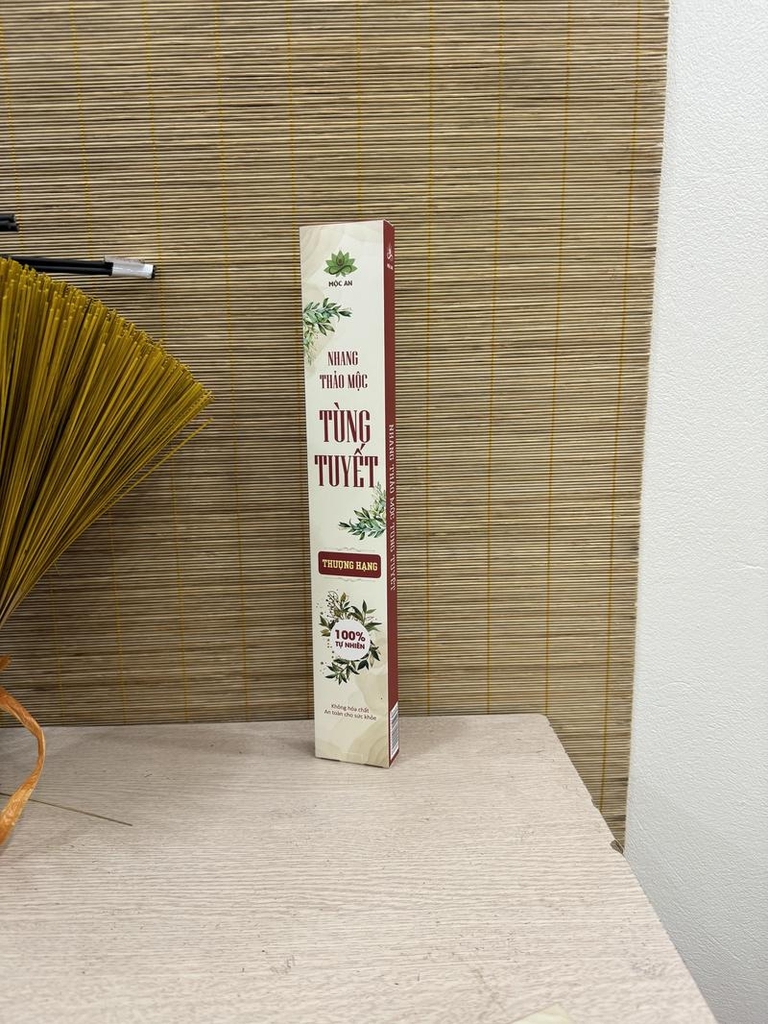 MỘC AN
NHANG
THẢO MỘC
TÙNG
TUYẾT
THƯỢNG HẠNG
100%
TỰ NHIÊN
Không hóa chất
An toàn cho sức khỏe
NHANG THẢO MỘC TÙNG TUYẾT